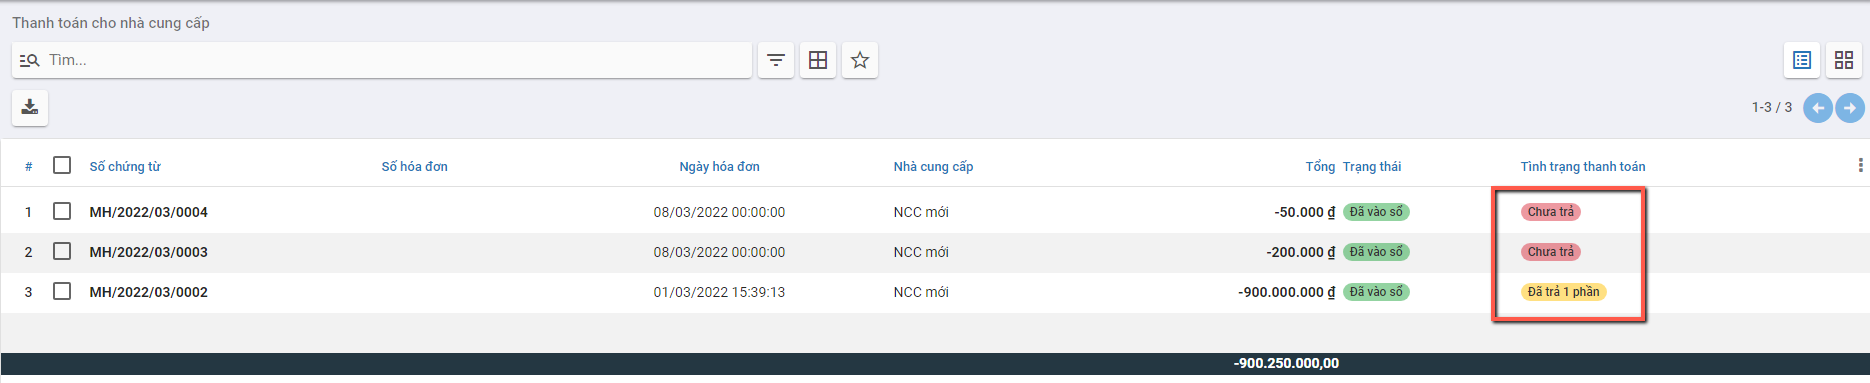 Thanh toán cho nhà cung cấp
Tìm...
1-3 / 3
# Số chứng từ Số hóa đơn Ngày hóa đơn Nhà cung cấp Tổng Trạng thái Tình trạng thanh toán
1 MH/2022/03/0004 08/03/2022 00:00:00 NCC mới -50.000 ₫ Đã vào sổ Chưa trả
2 MH/2022/03/0003 08/03/2022 00:00:00 NCC mới -200.000 ₫ Đã vào sổ Chưa trả
3 MH/2022/03/0002 01/03/2022 15:39:13 NCC mới -900.000.000 ₫ Đã vào sổ Đã trả 1 phần
-900.250.000,00